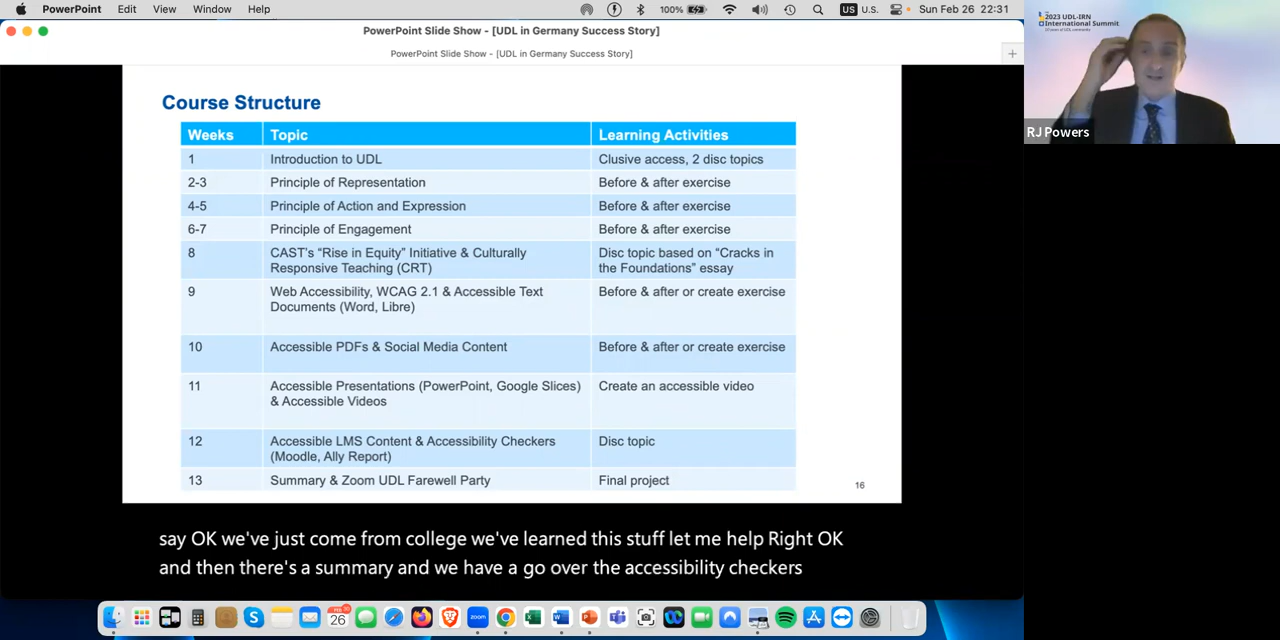 PowerPoint Edit View Window Help 100% US U.S. Sun Feb 26 22:31
PowerPoint Slide Show - [UDL in Germany Success Story]
PowerPoint Slide Show - [UDL in Germany Success Story]
2023 UDL-IRN
International Summit
RJ Powers
Course Structure
Weeks Topic Learning Activities
1 Introduction to UDL Clusive access, 2 disc topics
2-3 Principle of Representation Before & after exercise
4-5 Principle of Action and Expression Before & after exercise
6-7 Principle of Engagement Before & after exercise
8 CAST's “Rise in Equity” Initiative & Culturally Disc topic based on “Cracks in
Responsive Teaching (CRT) the Foundations” essay
9 Web Accessibility, WCAG 2.1 & Accessible Text Before & after or create exercise
Documents (Word, Libre)
10 Accessible PDFs & Social Media Content Before & after or create exercise
11 Accessible Presentations (PowerPoint, Google Slices) Create an accessible video
& Accessible Videos
12 Accessible LMS Content & Accessibility Checkers Disc topic
(Moodle, Ally Report)
13 Summary & Zoom UDL Farewell Party Final project
16
say OK we've just come from college we've learned this stuff let me help Right OK
and then there's a summary and we have a go over the accessibility checkers
26
zoom